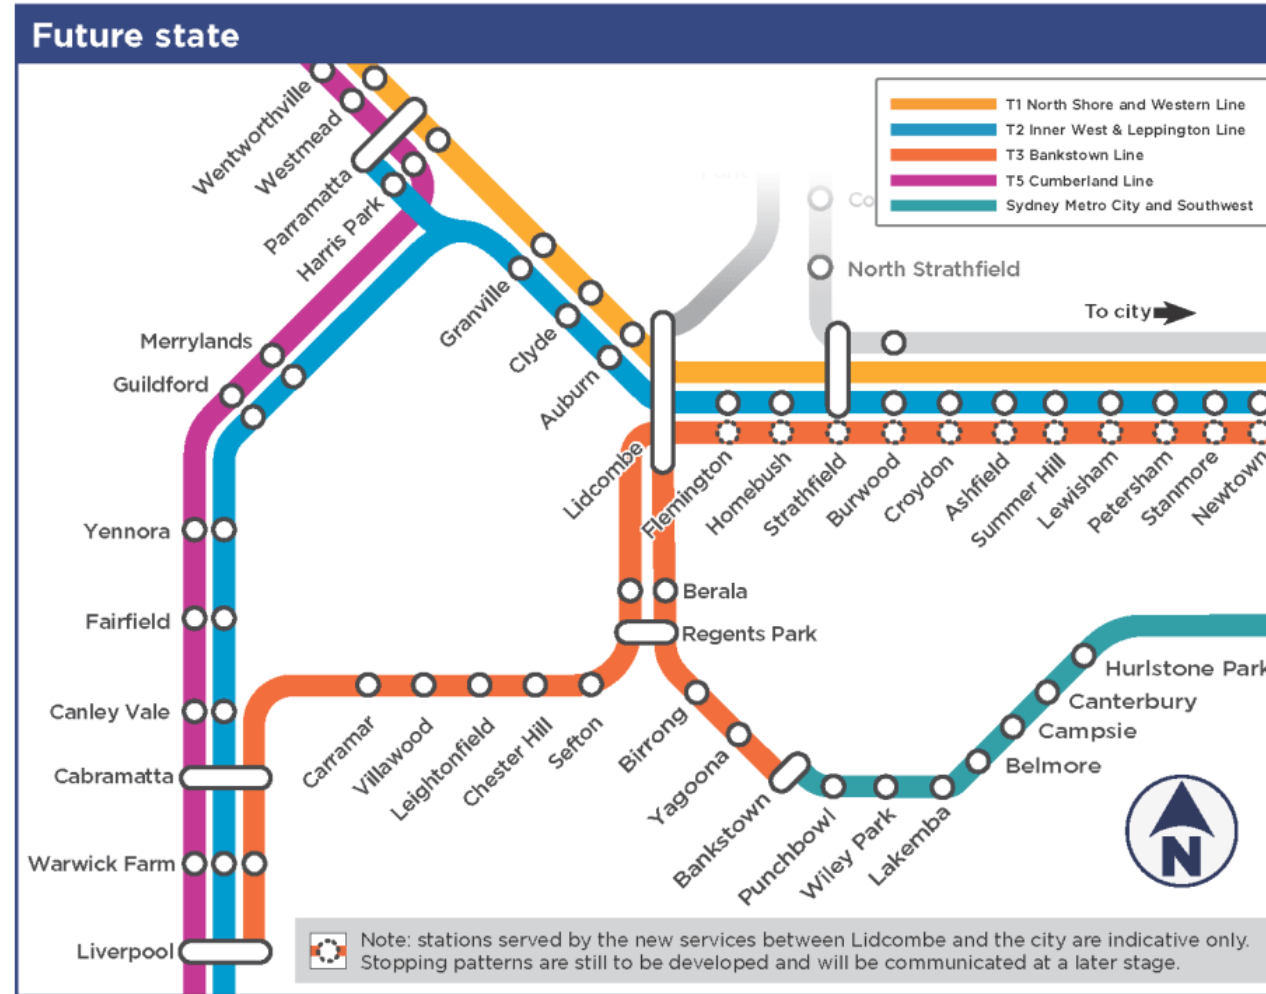 Future state
T1 North Shore and Western Line
T2 Inner West & Leppington Line
T3 Bankstown Line
T5 Cumberland Line
Sydney Metro City and Southwest
Wentworthville
Westmead
Parramatta
Harris Park
Co
North Strathfield
To city
Granville
Clyde
Auburn
Merrylands
Guildford
Lidcombe
Flemington
Homebush
Strathfield
Burwood
Croydon
Ashfield
Summer Hill
Lewisham
Petersham
Stanmore
Newtown
Yennora
Fairfield
Canley Vale
Cabramatta
Warwick Farm
Liverpool
Berala
Regents Park
Carramar
Villawood
Leightonfield
Chester Hill
Sefton
Birrong
Yagoona
Bankstown
Punchbowl
Wiley Park
Lakemba
Hurlstone Park
Canterbury
Campsie
Belmore
N
Note: stations served by the new services between Lidcombe and the city are indicative only.
Stopping patterns are still to be developed and will be communicated at a later stage.